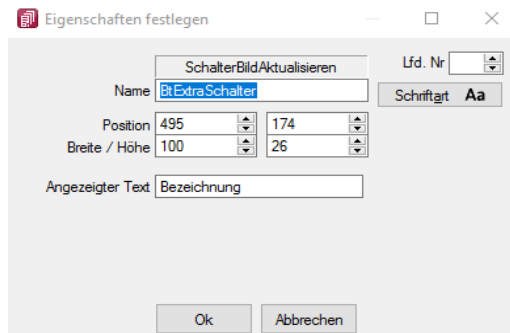 Eigenschaften festlegen
SchalterBildAktualisieren
Lfd. Nr
Name BtExtraSchalter
Schriftart Aa
Position 495 174
Breite / Höhe 100 26
Angezeigter Text Bezeichnung
Ok Abbrechen